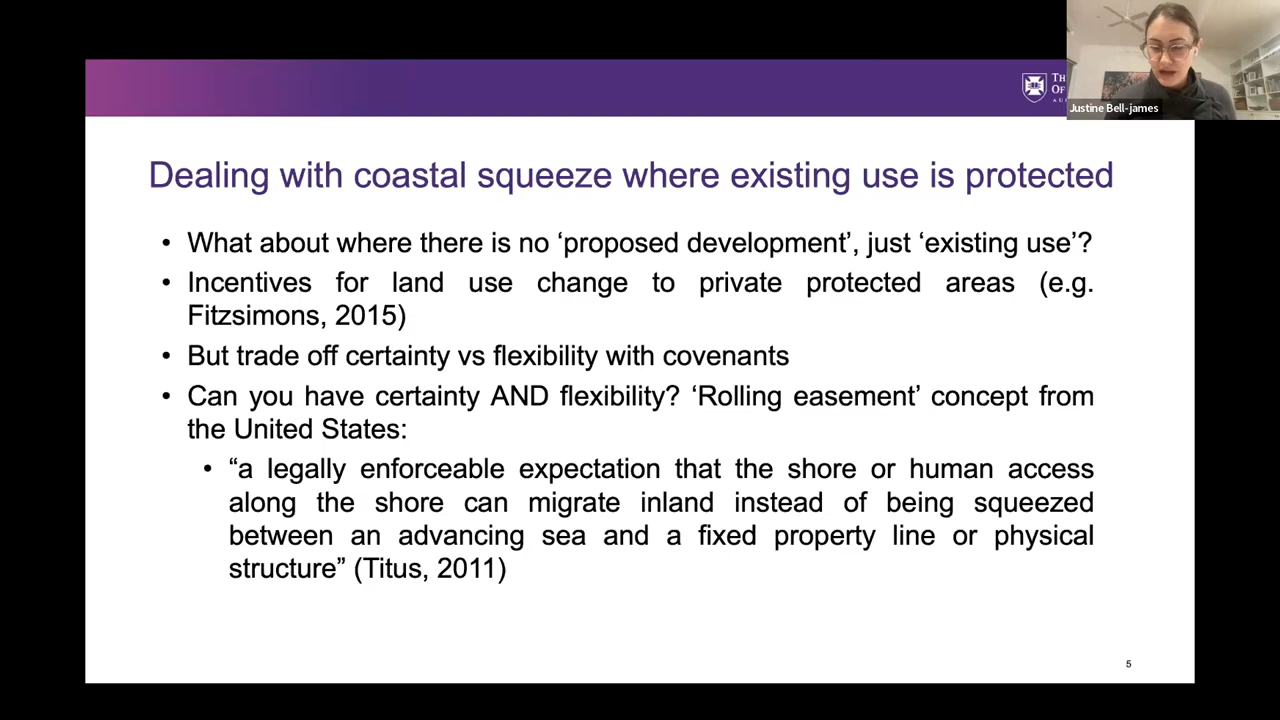 Justine Bell-james
Dealing with coastal squeeze where existing use is protected
• What about where there is no ‘proposed development’, just ‘existing use’?
• Incentives for land use change to private protected areas (e.g.
Fitzsimons, 2015)
• But trade off certainty vs flexibility with covenants
• Can you have certainty AND flexibility? ‘Rolling easement’ concept from
the United States:
• “a legally enforceable expectation that the shore or human access
along the shore can migrate inland instead of being squeezed
between an advancing sea and a fixed property line or physical
structure” (Titus, 2011)
5